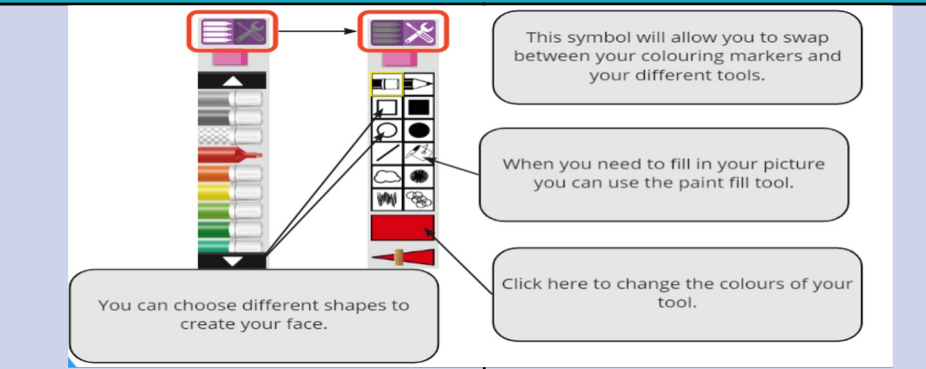 This symbol will allow you to swap
between your colouring markers and
your different tools.
When you need to fill in your picture
you can use the paint fill tool.
Click here to change the colours of your
tool.
You can choose different shapes to
create your face.